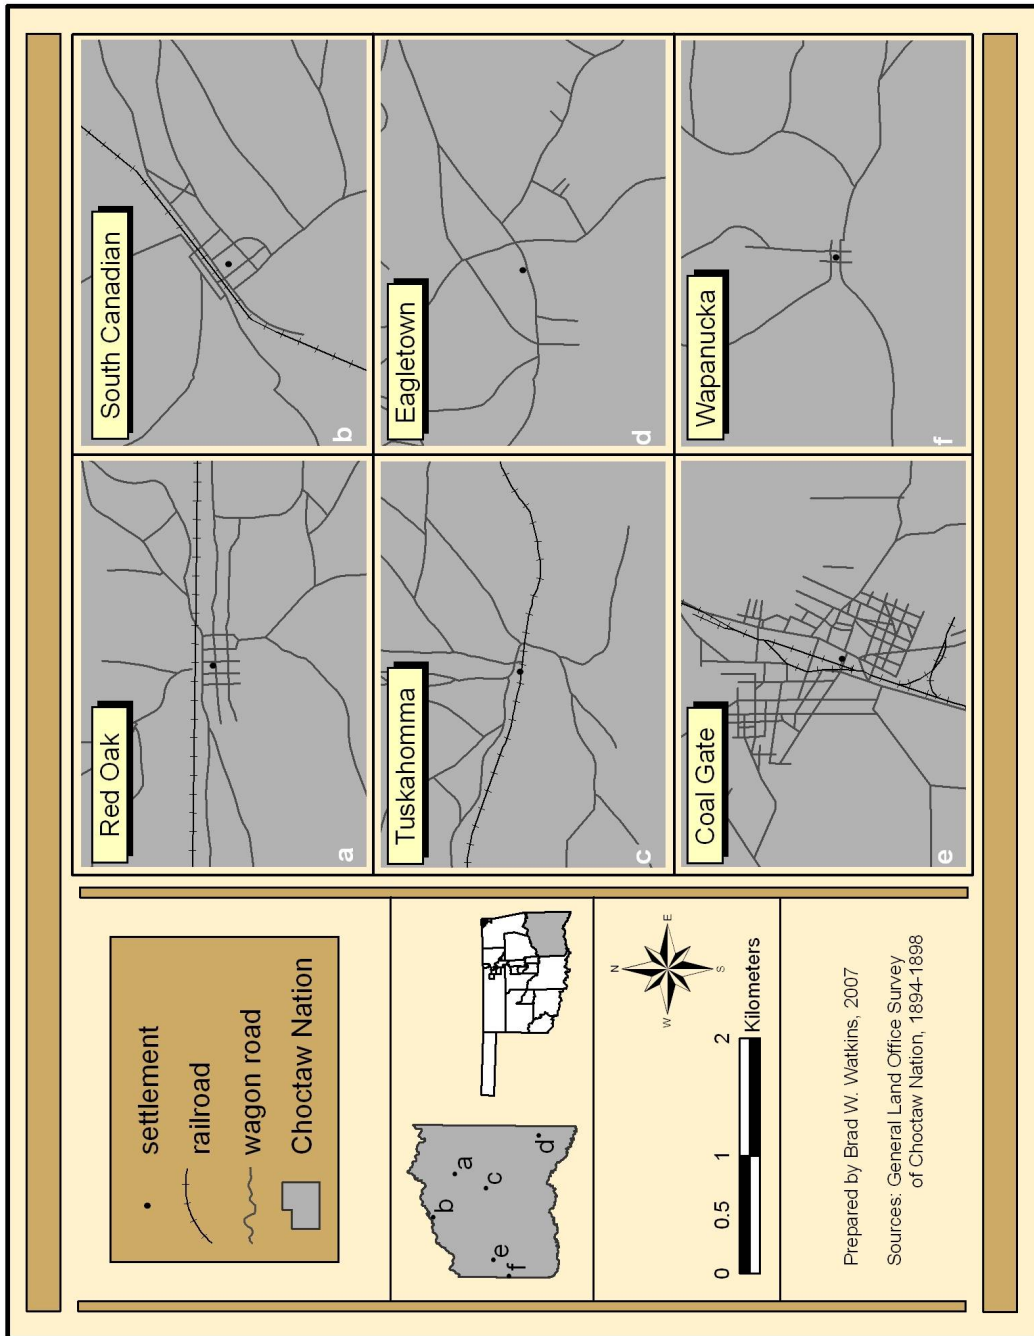 settlement
railroad
wagon road
Choctaw Nation
a
b
c
d
e
f
N
W
E
S
0
0.5
1
2
Kilometers
Prepared by Brad W. Watkins, 2007
Sources: General Land Office Survey
of Choctaw Nation, 1894-1898
Red Oak
a
South Canadian
b
Tuskahomma
c
Eagletown
d
Coal Gate
e
Wapanucka
f